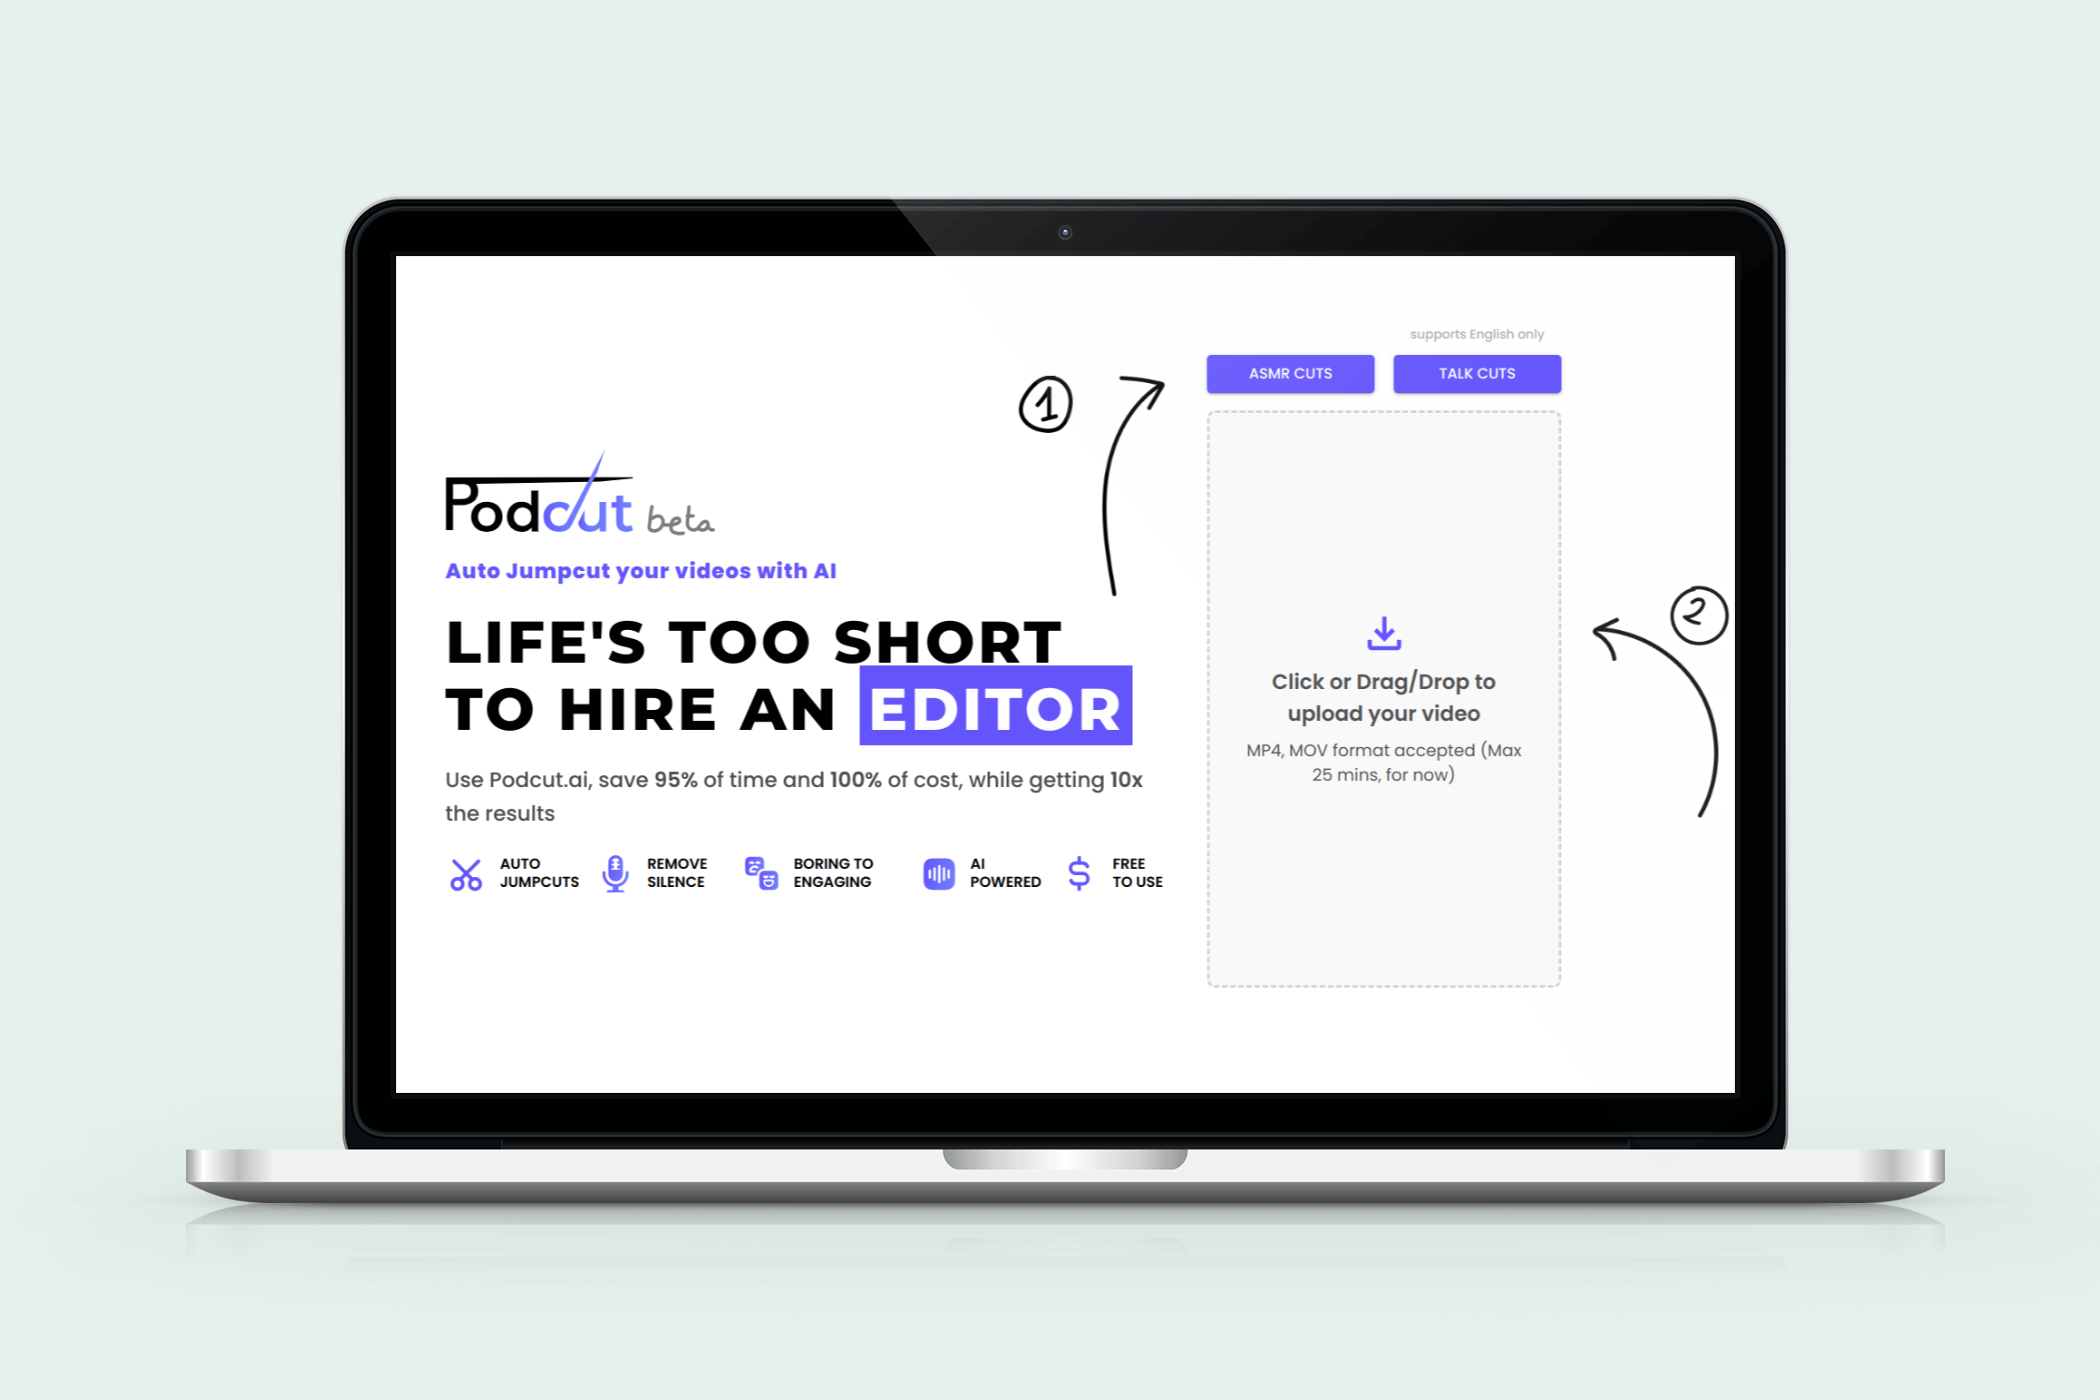 Podcut beta
Auto Jumpcut your videos with AI
LIFE'S TOO SHORT
TO HIRE AN EDITOR
Use Podcut.ai, save 95% of time and 100% of cost, while getting 10x
the results
AUTO
JUMPCUTS
REMOVE
SILENCE
BORING TO
ENGAGING
AI
POWERED
FREE
TO USE
1
supports English only
ASMR CUTS
TALK CUTS
Click or Drag/Drop to
upload your video
MP4, MOV format accepted (Max
25 mins, for now)
2